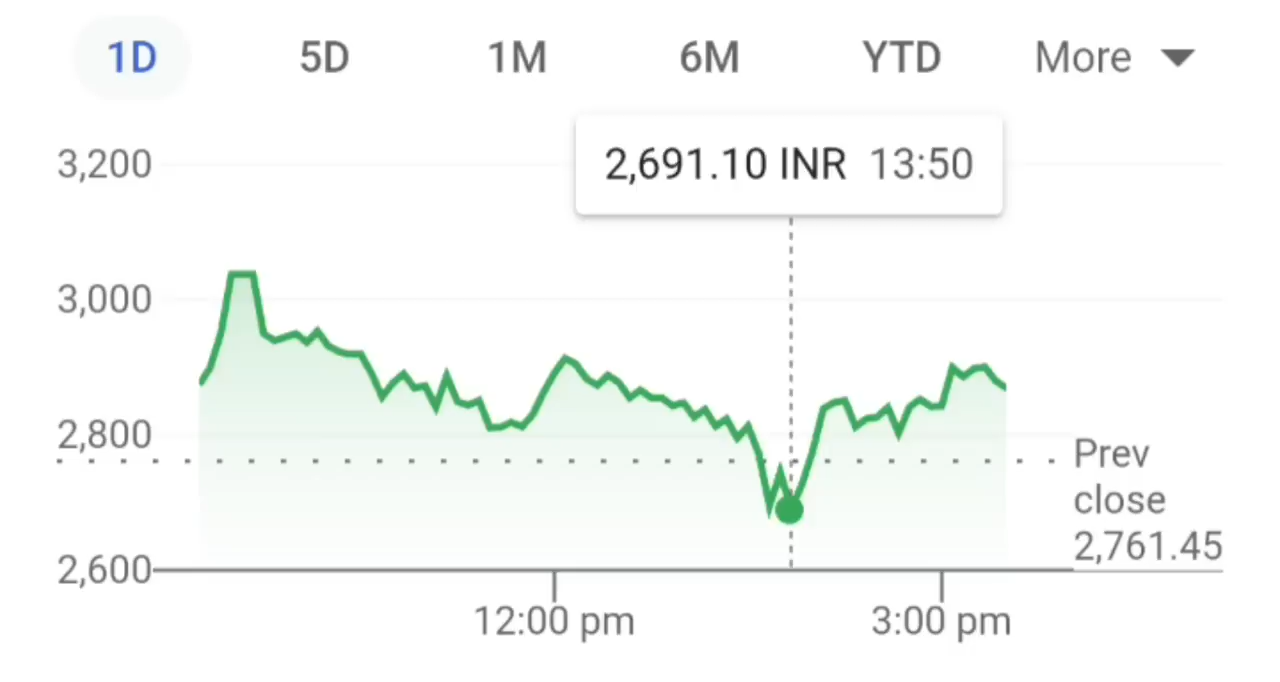 1D 5D 1M 6M YTD More
2,691.10 INR 13:50
3,200
3,000
2,800
2,600
Prev
close
2,761.45
12:00 pm 3:00 pm